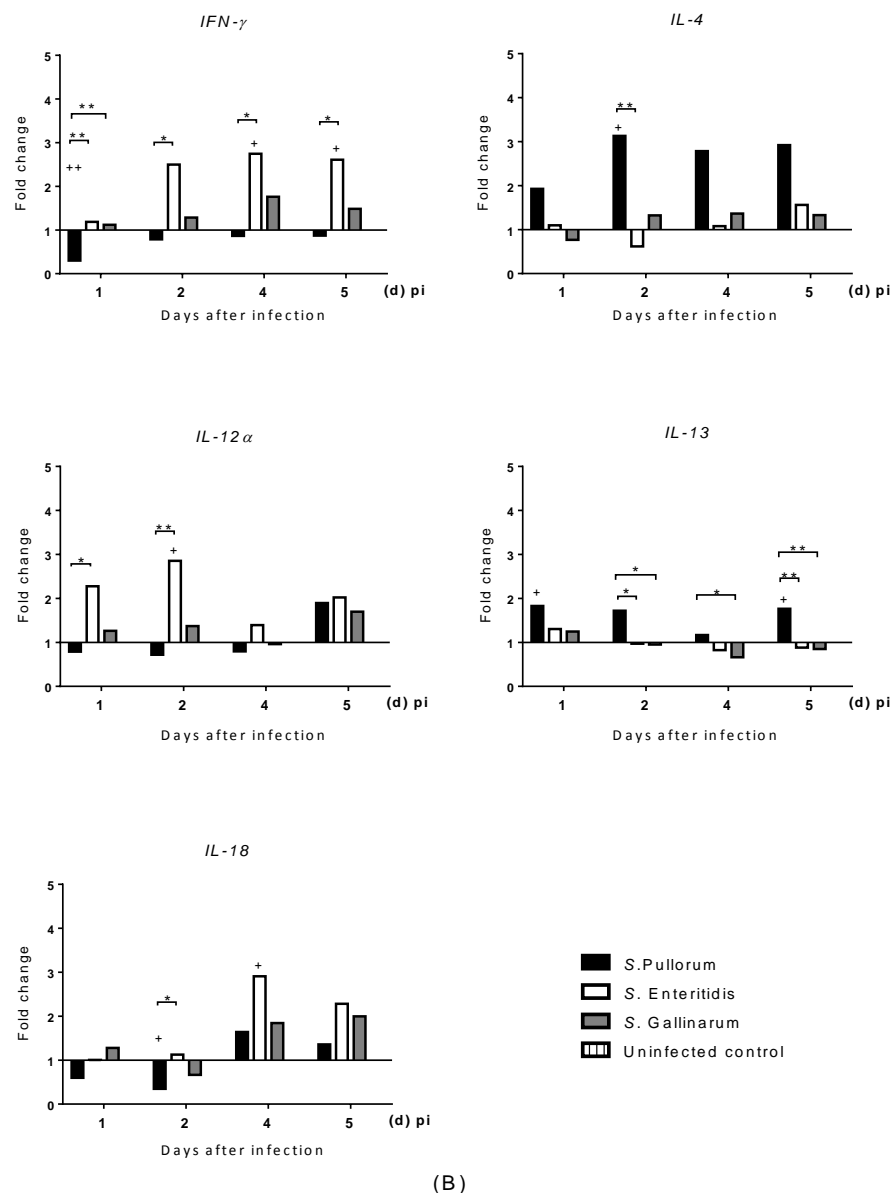 IFN-γ
5
4
3
2
1
0
Fold change
**
**
++
*
*
+
*
+
1 2 4 5 (d) pi
Days after infection
IL-4
5
4
3
2
1
0
Fold change
**
+
1 2 4 5 (d) pi
Days after infection
IL-12α
5
4
3
2
1
0
Fold change
*
**
+
1 2 4 5 (d) pi
Days after infection
IL-13
5
4
3
2
1
0
Fold change
+
*
*
*
**
**
+
1 2 4 5 (d) pi
Days after infection
IL-18
5
4
3
2
1
0
Fold change
*
+
+
1 2 4 5 (d) pi
Days after infection
S.Pullorum
S. Enteritidis
S. Gallinarum
Uninfected control
(B)